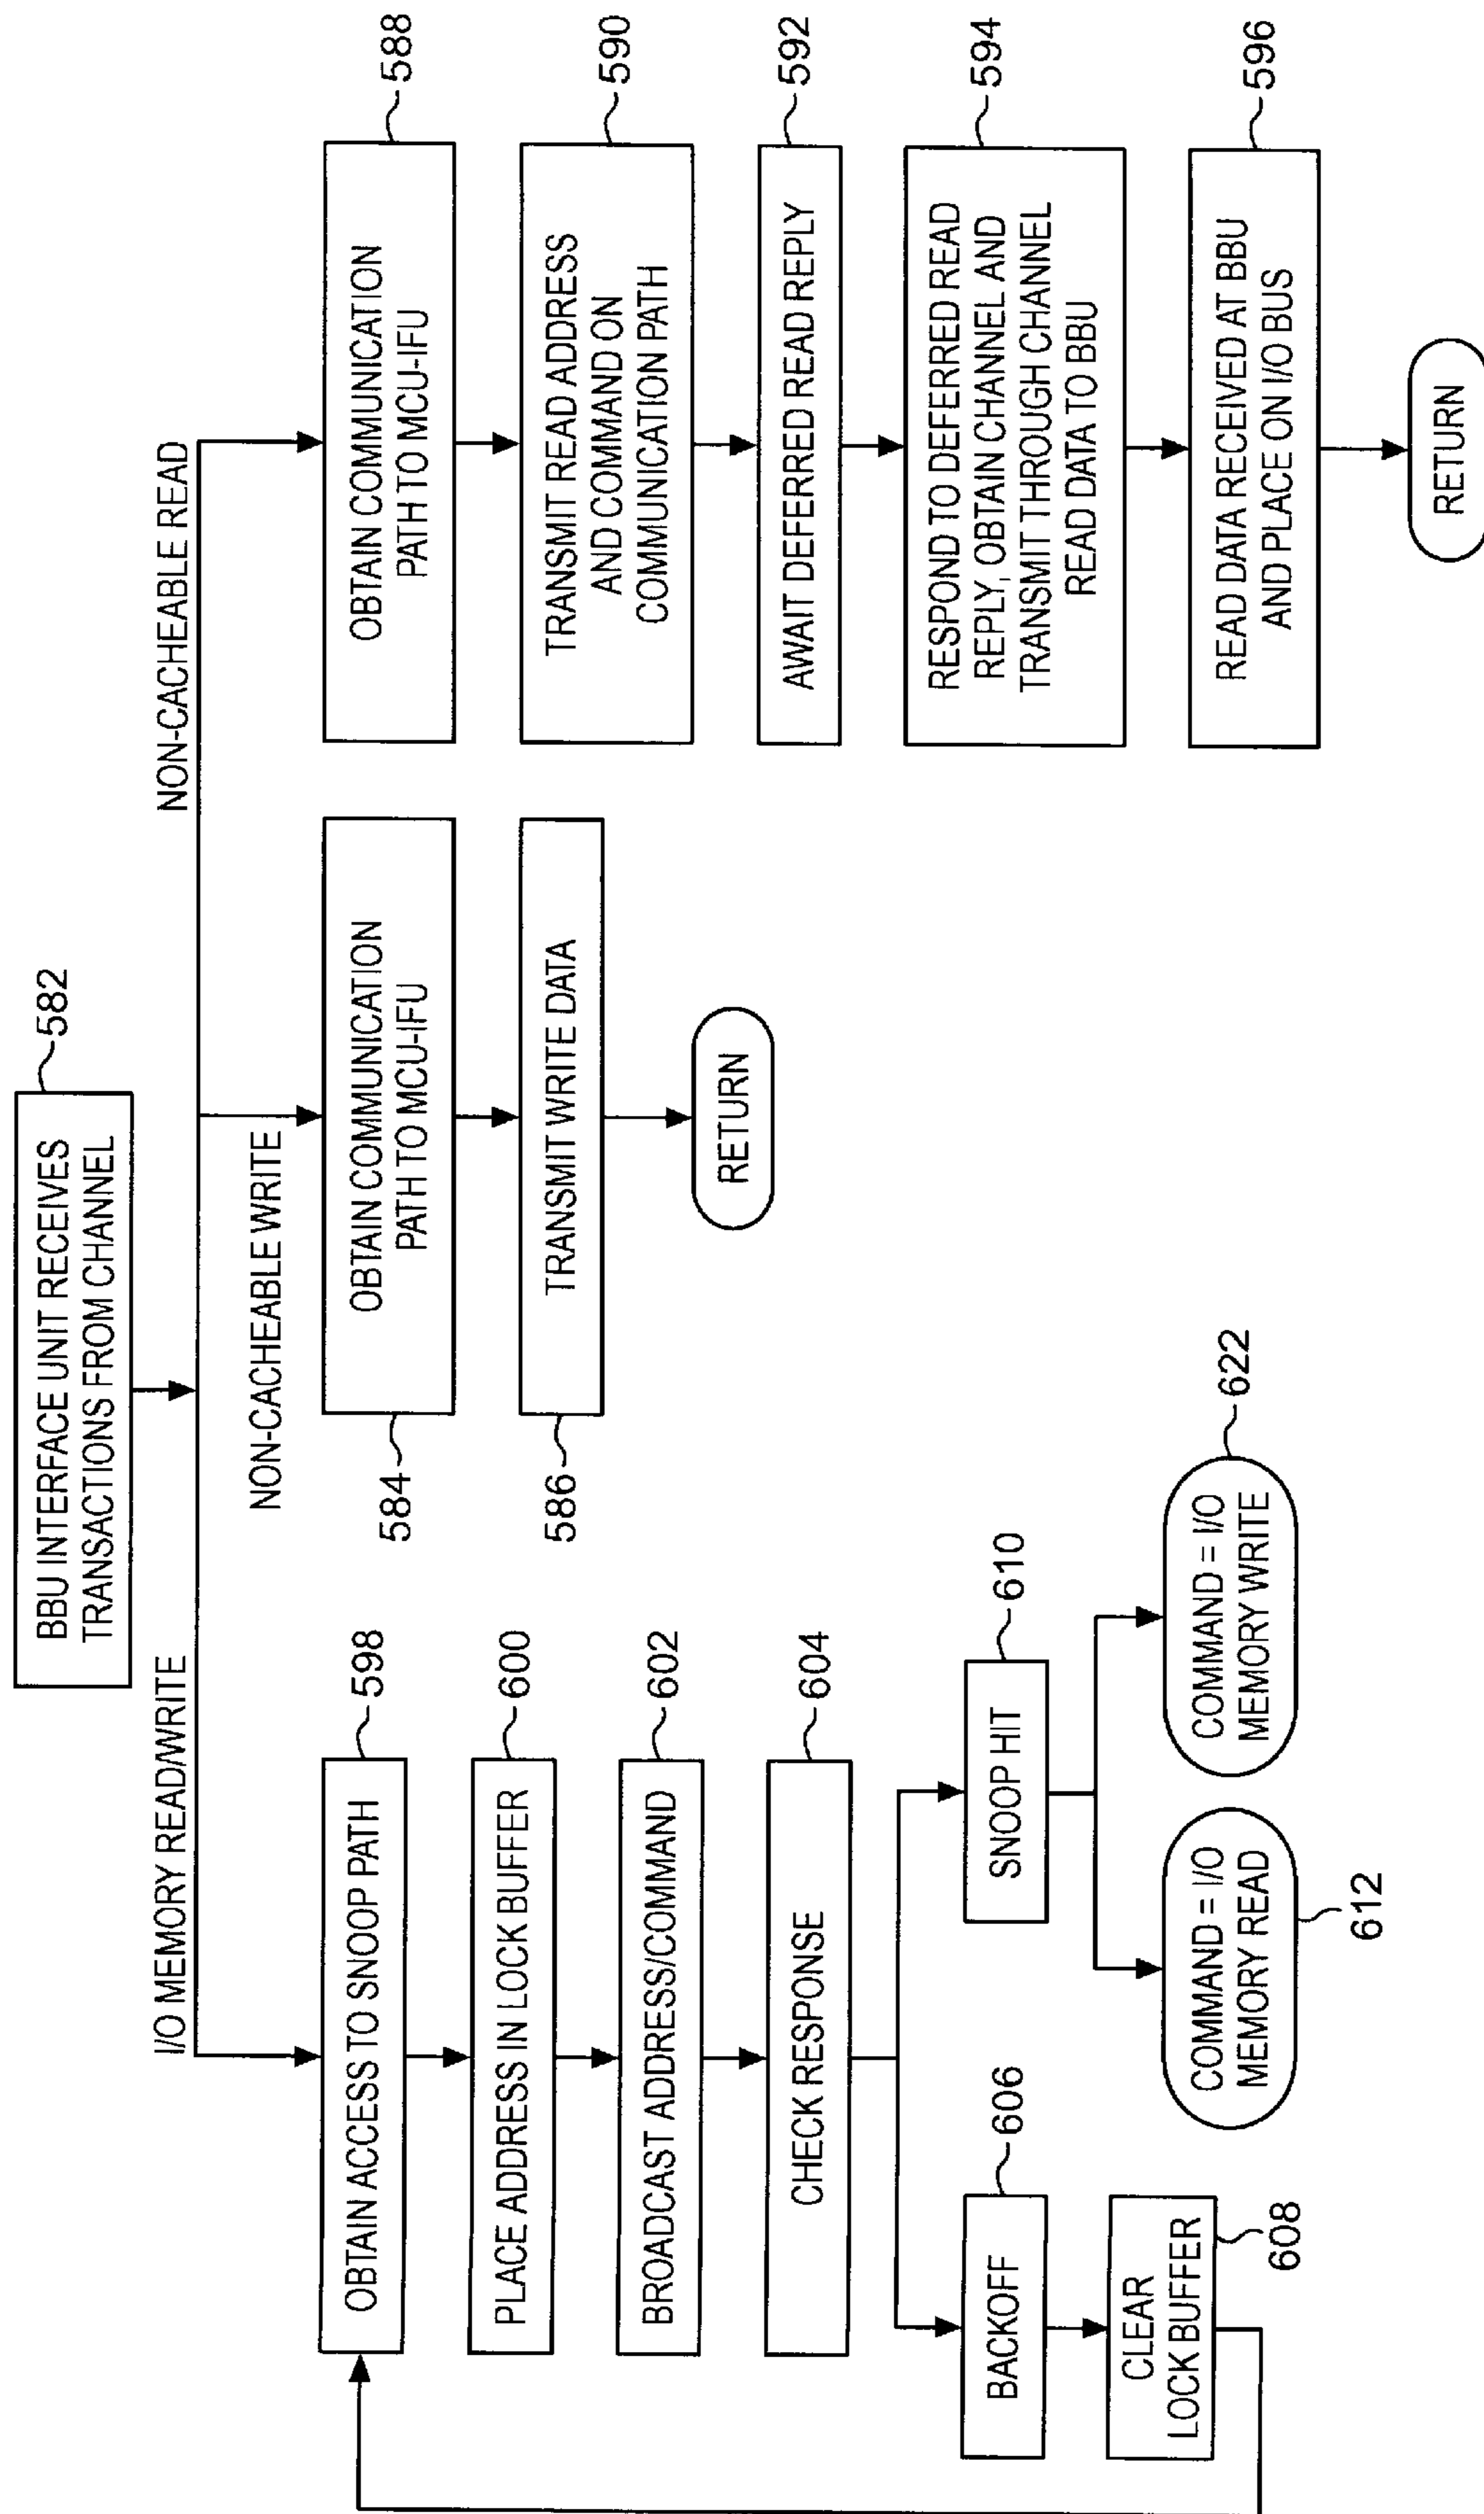 BBU INTERFACE UNIT RECEIVES
TRANSACTIONS FROM CHANNEL
582
I/O MEMORY READ/WRITE
OBTAIN ACCESS TO SNOOP PATH
598
PLACE ADDRESS IN LOCK BUFFER
600
BROADCAST ADDRESS/COMMAND
602
CHECK RESPONSE
604
BACKOFF
606
CLEAR
LOCK BUFFER
608
SNOOP HIT
610
COMMAND = I/O
MEMORY READ
612
COMMAND = I/O
MEMORY WRITE
622
NON-CACHEABLE WRITE
OBTAIN COMMUNICATION
PATH TO MCU-IFU
584
TRANSMIT WRITE DATA
586
RETURN
NON-CACHEABLE READ
OBTAIN COMMUNICATION
PATH TO MCU-IFU
588
TRANSMIT READ ADDRESS
AND COMMAND ON
COMMUNICATION PATH
590
AWAIT DEFERRED READ REPLY
592
RESPOND TO DEFERRED READ
REPLY, OBTAIN CHANNEL AND
TRANSMIT THROUGH CHANNEL
READ DATA TO BBU
594
READ DATA RECEIVED AT BBU
AND PLACE ON I/O BUS
596
RETURN